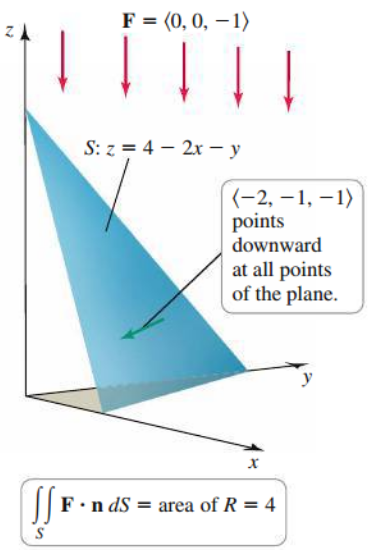 F = ⟨0, 0, −1⟩
z
S: z = 4 − 2x − y
⟨−2, −1, −1⟩
points
downward
at all points
of the plane.
y
x
∬_S F · n dS = area of R = 4